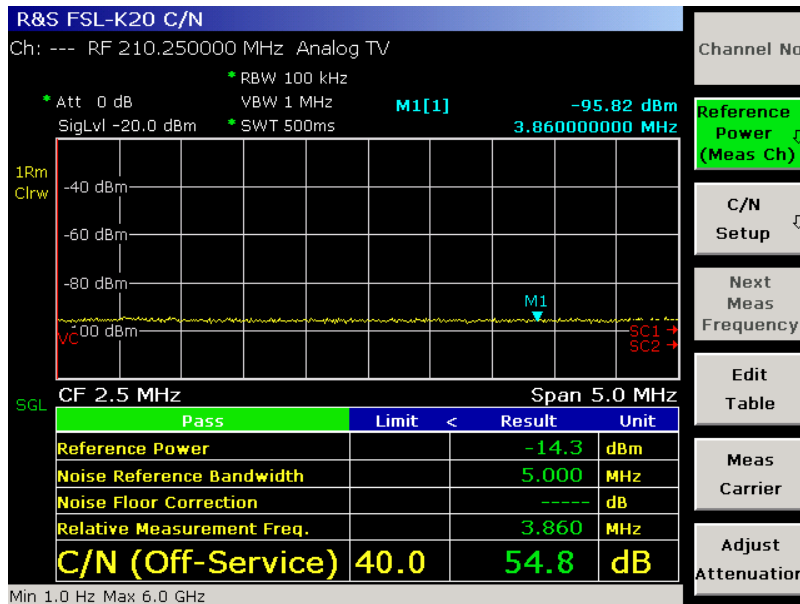 R&S FSL-K20 C/N
Ch: --- RF 210.250000 MHz Analog TV
* RBW 100 kHz
* Att 0 dB VBW 1 MHz M1[1] -95.82 dBm
SigLvl -20.0 dBm * SWT 500ms 3.860000000 MHz
1Rm
Clrw
-40 dBm
-60 dBm
-80 dBm
M1
-100 dBm
VC
SC1
SC2
SGL
CF 2.5 MHz Span 5.0 MHz
Pass Limit < Result Unit
Reference Power -14.3 dBm
Noise Reference Bandwidth 5.000 MHz
Noise Floor Correction ----- dB
Relative Measurement Freq. 3.860 MHz
C/N (Off-Service) 40.0 54.8 dB
Min 1.0 Hz Max 6.0 GHz
Channel No
Reference
Power
(Meas Ch)
C/N
Setup
Next
Meas
Frequency
Edit
Table
Meas
Carrier
Adjust
Attenuation